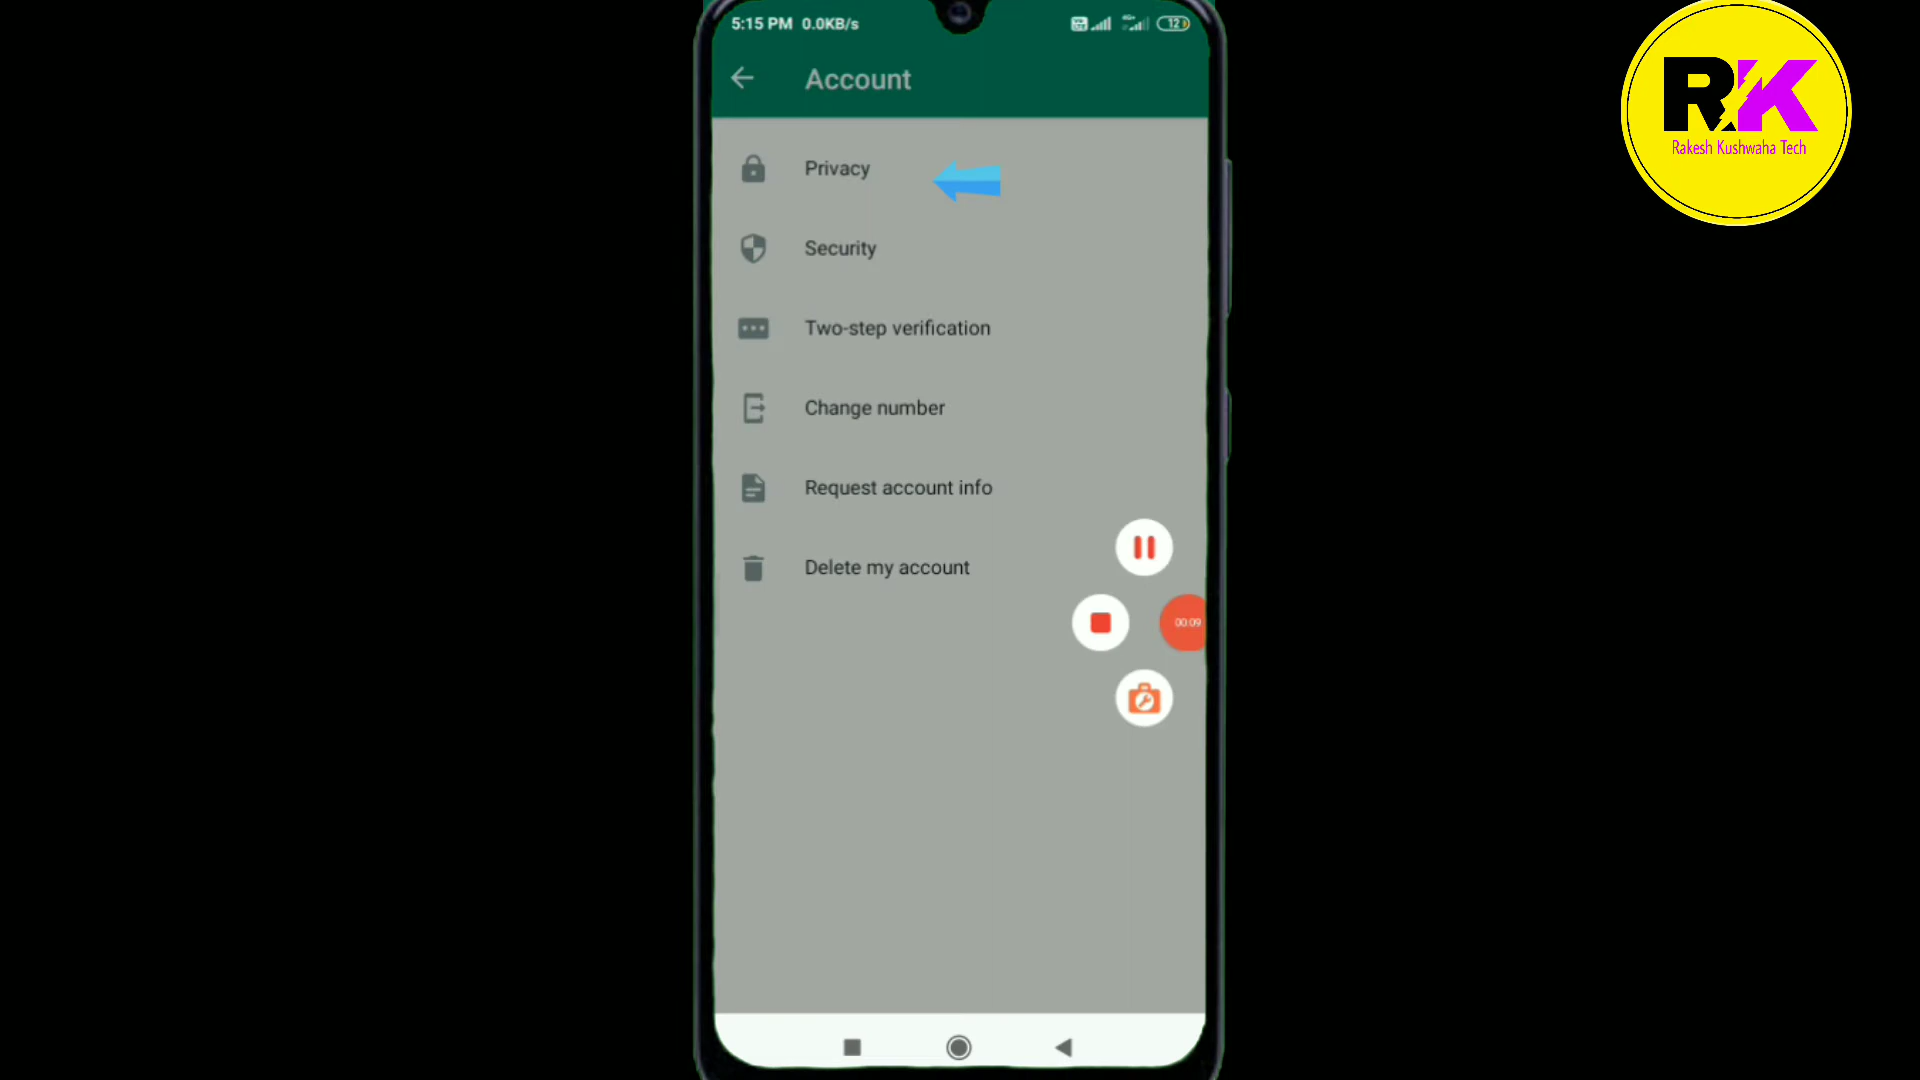 5:15 PM 0.0KB/s
12
Account
RK
Rakesh Kushwaha Tech
Privacy
Security
Two-step verification
Change number
Request account info
Delete my account
00:09